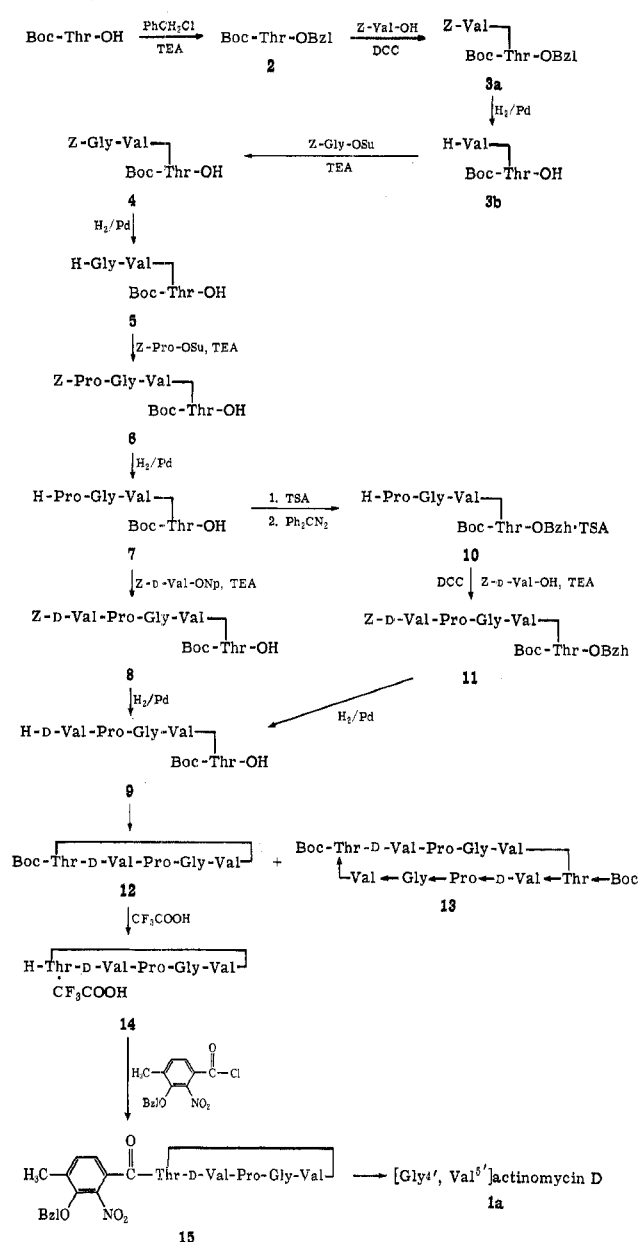 Boc-Thr-OH PhCH₂Cl TEA Boc-Thr-OBzl Z-Val-OH DCC Z-Val
Boc-Thr-OBzl
2 3a
H₂/Pd
Z-Gly-Val Z-Gly-OSu TEA H-Val
Boc-Thr-OH Boc-Thr-OH
4 3b
H₂/Pd
H-Gly-Val
Boc-Thr-OH
5
Z-Pro-OSu, TEA
Z-Pro-Gly-Val
Boc-Thr-OH
6
H₂/Pd
H-Pro-Gly-Val 1. TSA 2. Ph₂CN₂ H-Pro-Gly-Val
Boc-Thr-OH Boc-Thr-OBzh·TSA
7 10
Z-D-Val-ONp, TEA DCC Z-D-Val-OH, TEA
Z-D-Val-Pro-Gly-Val Z-D-Val-Pro-Gly-Val
Boc-Thr-OH Boc-Thr-OBzh
8 11
H₂/Pd H₂/Pd
H-D-Val-Pro-Gly-Val
Boc-Thr-OH
9
Boc-Thr-D-Val-Pro-Gly-Val + Boc-Thr-D-Val-Pro-Gly-Val
Val Gly Pro D-Val Thr Boc
12 13
CF₃COOH
H-Thr-D-Val-Pro-Gly-Val
CF₃COOH
14
H₃C BzlO NO₂ O C-Cl
H₃C BzlO NO₂ O C-Thr-D-Val-Pro-Gly-Val [Gly⁴′, Val⁵′]actinomycin D
15 1a